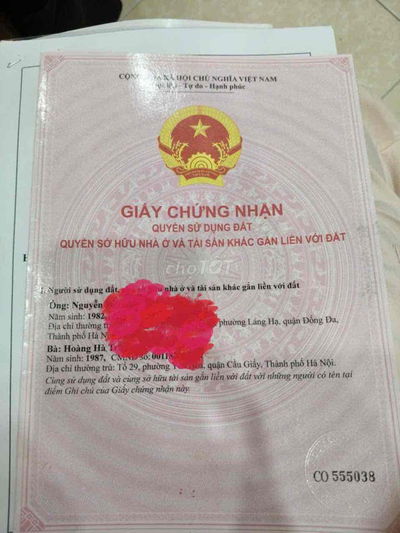 CỘNG HÒA XÃ HỘI CHỦ NGHĨA VIỆT NAM
Tự do - Hạnh phúc
GIẤY CHỨNG NHẬN
QUYỀN SỬ DỤNG ĐẤT
QUYỀN SỞ HỮU NHÀ Ở VÀ TÀI SẢN KHÁC GẮN LIỀN VỚI ĐẤT
choTỐT
I. Người sử dụng đất, nhà ở và tài sản khác gắn liền với đất
Ông: Nguyễn
Năm sinh: 1982,
Địa chỉ thường phường Láng Hạ, quận Đống Đa,
Thành phố Hà
Bà: Hoàng Hà
Năm sinh: 1987,
Địa chỉ thường trú: Tổ 29, phường quận Cầu Giấy, Thành phố Hà Nội.
Cùng sử dụng đất và cùng sở hữu tài sản gắn liền với đất với những người có tên tại
điểm Ghi chú của Giấy chứng nhận này.
CO 555038